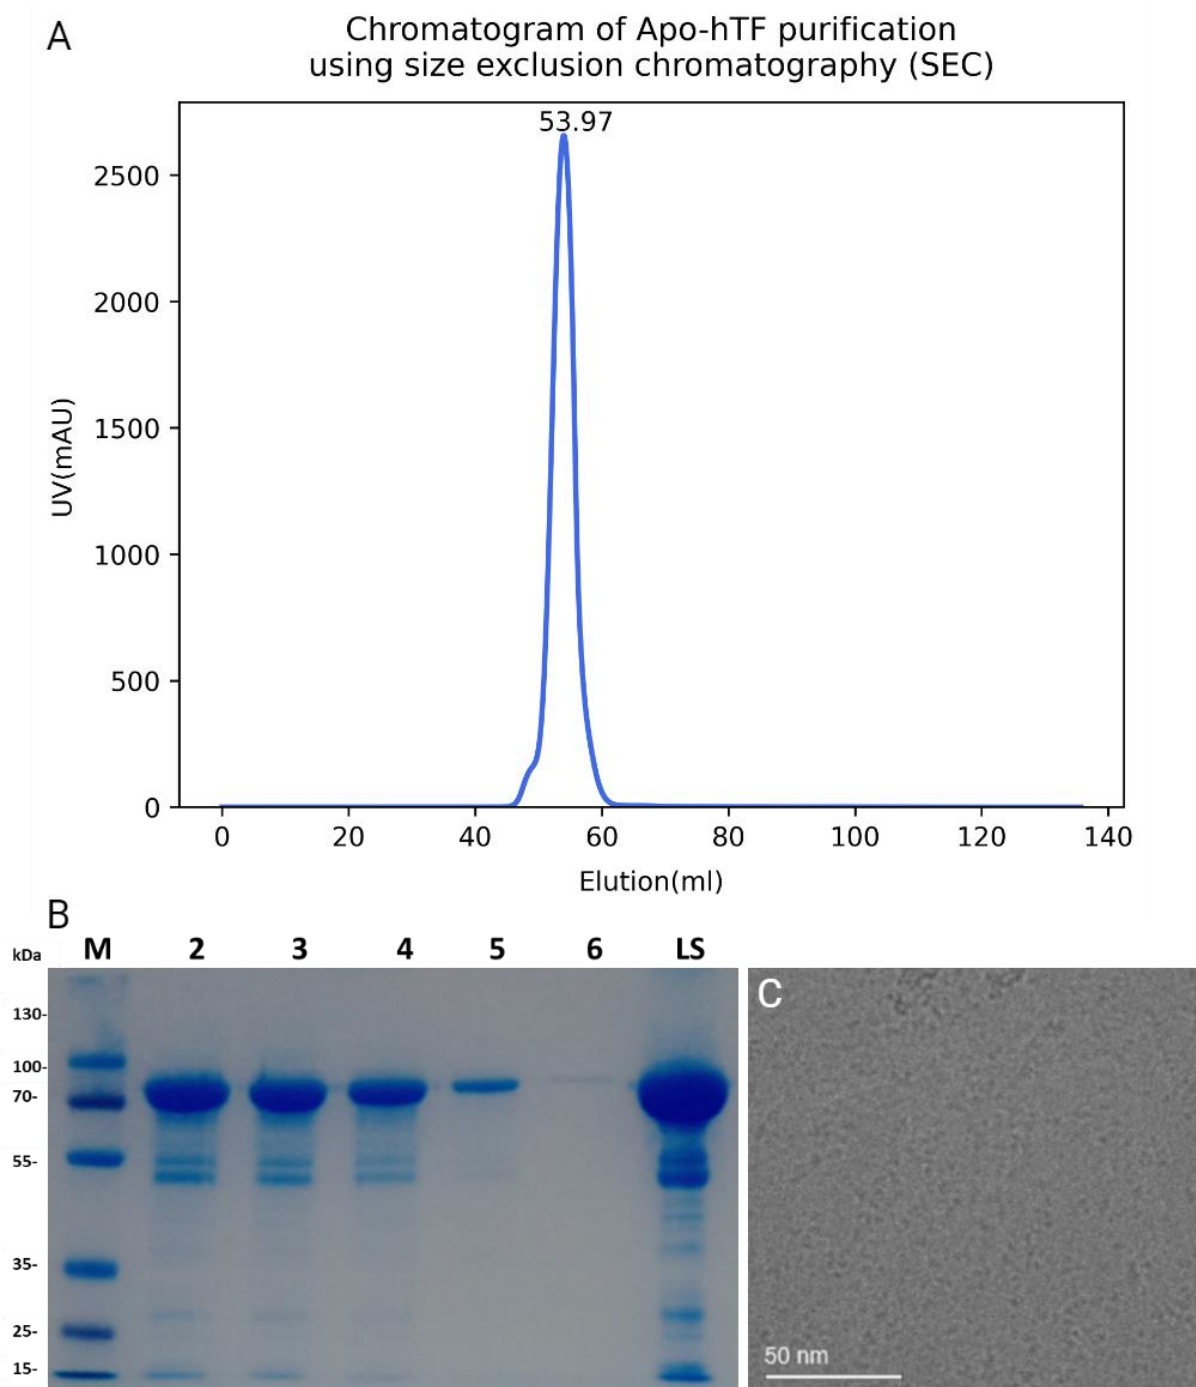 A
Chromatogram of Apo-hTF purification
using size exclusion chromatography (SEC)
53.97
2500
2000
1500
1000
500
0
UV(mAU)
0 20 40 60 80 100 120 140
Elution(ml)
B
kDa M 2 3 4 5 6 LS
130-
100-
70-
55-
35-
25-
15-
C
50 nm